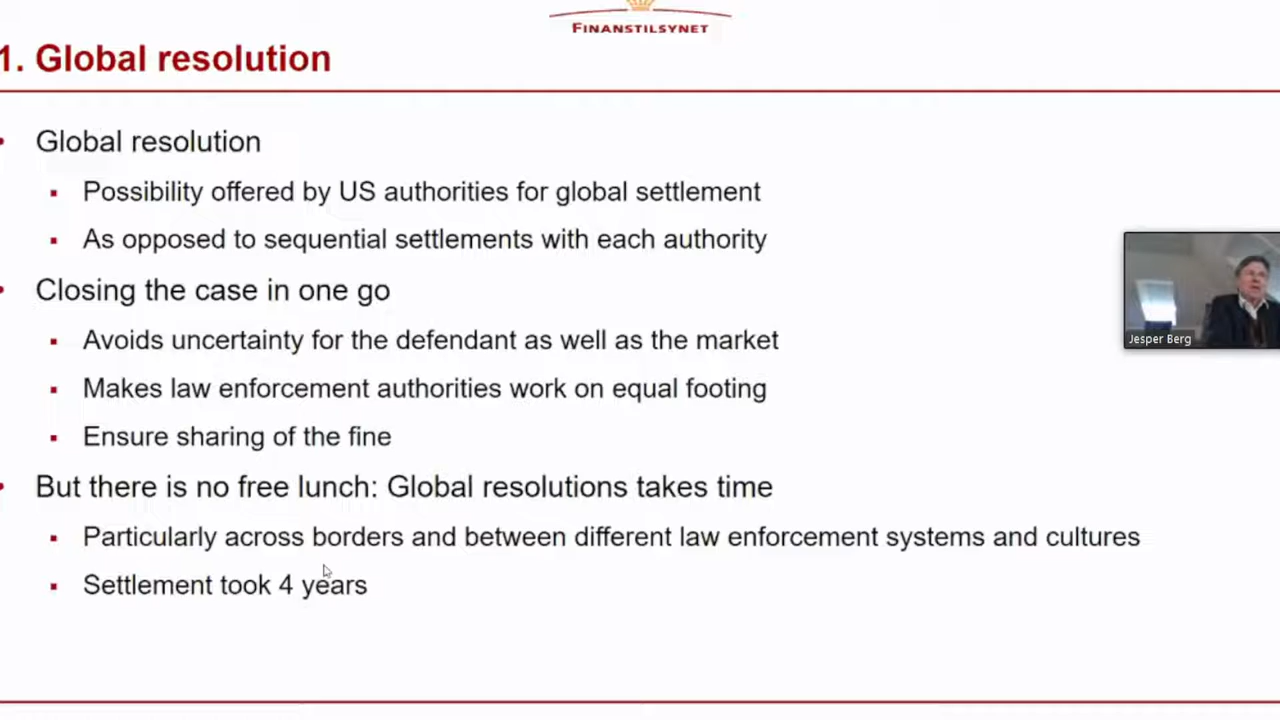 FINANSTILSYNET
1. Global resolution
• Global resolution
▪ Possibility offered by US authorities for global settlement
▪ As opposed to sequential settlements with each authority
• Closing the case in one go
▪ Avoids uncertainty for the defendant as well as the market
▪ Makes law enforcement authorities work on equal footing
▪ Ensure sharing of the fine
• But there is no free lunch: Global resolutions takes time
▪ Particularly across borders and between different law enforcement systems and cultures
▪ Settlement took 4 years
Jesper Berg